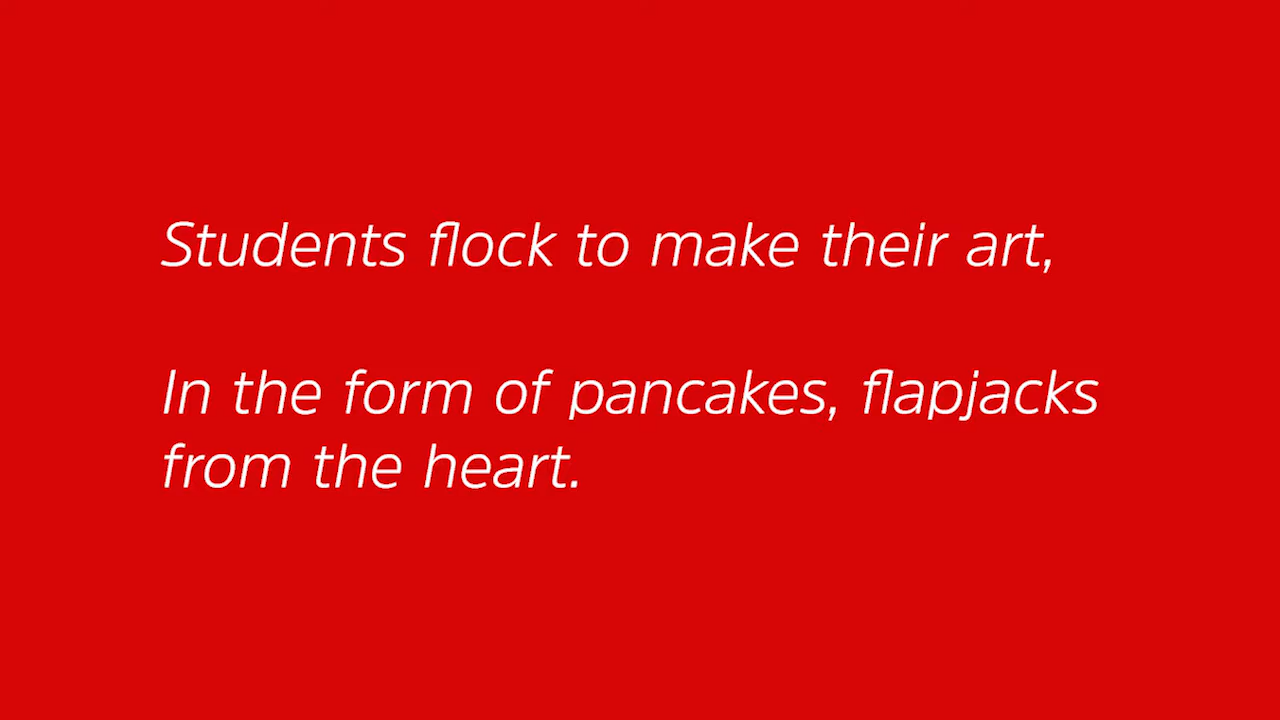 Students flock to make their art,
In the form of pancakes, flapjacks
from the heart.